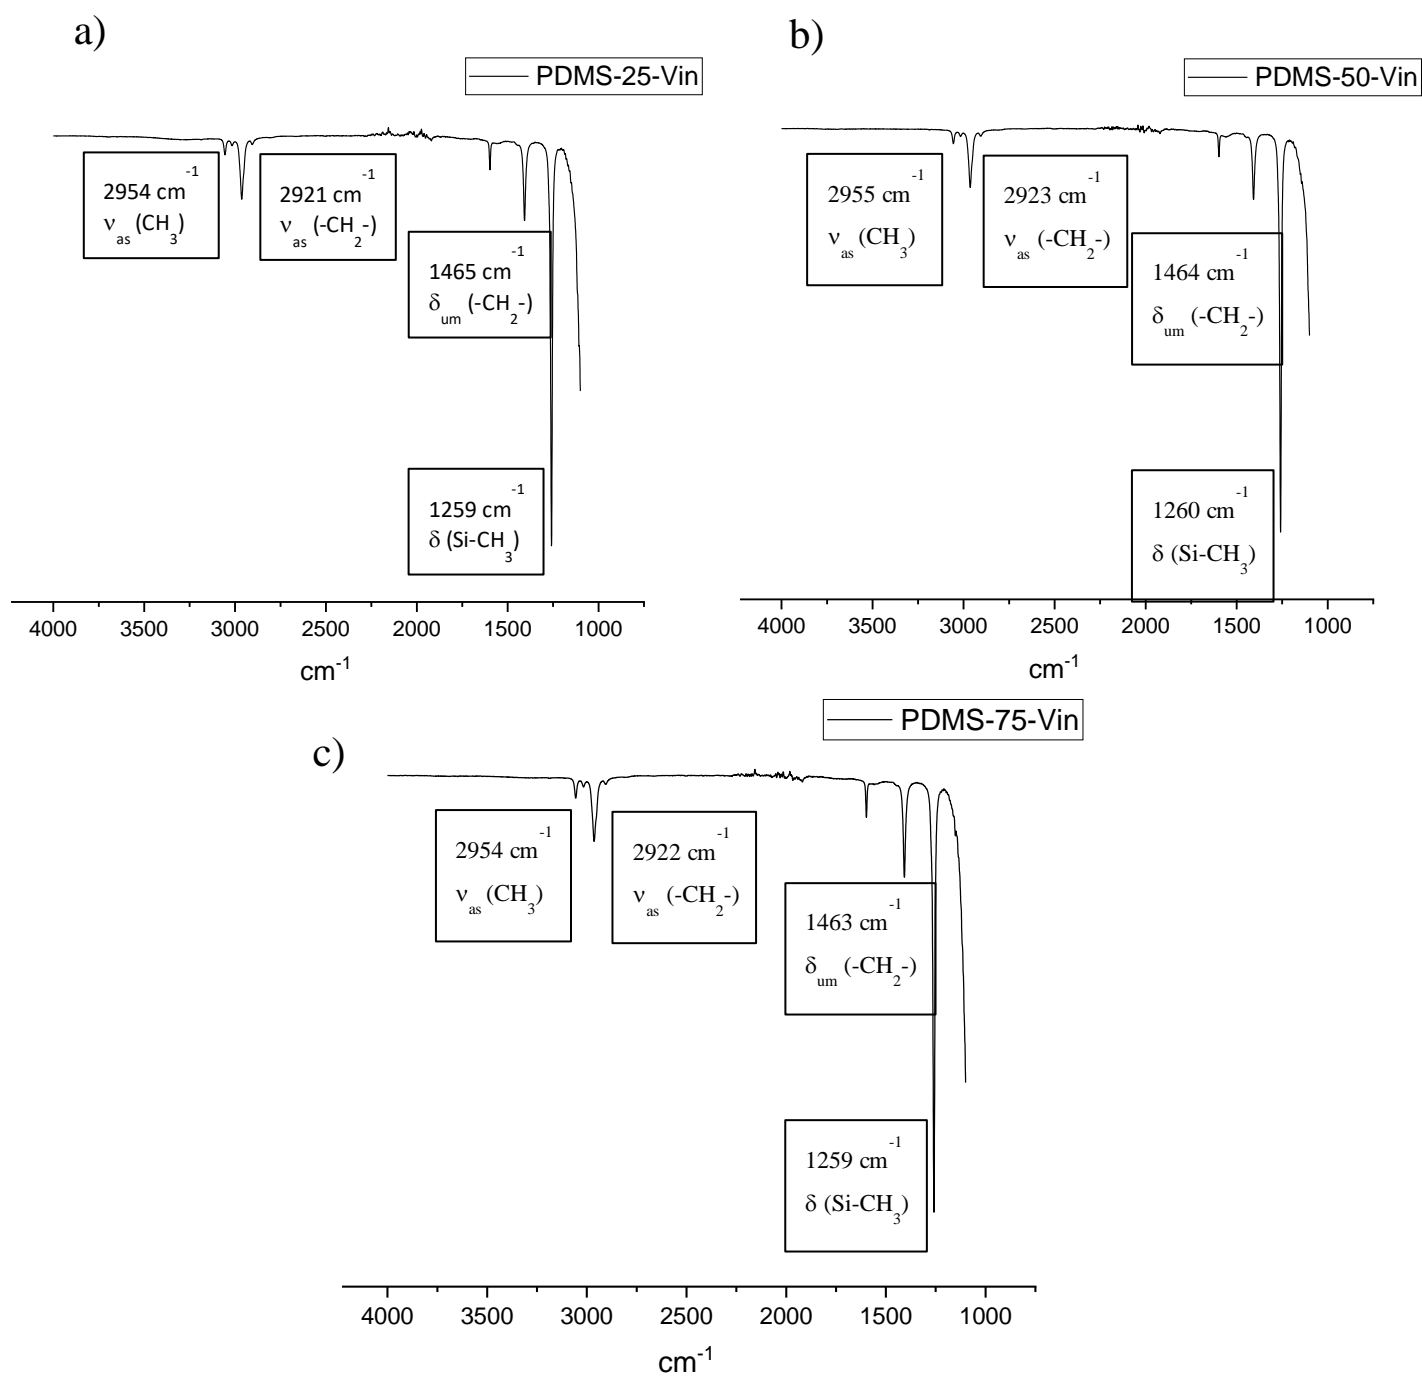 a)
PDMS-25-Vin
2954 cm-1
νas (CH3)
2921 cm-1
νas (-CH2-)
1465 cm-1
δum (-CH2-)
1259 cm-1
δ (Si-CH3)
4000 3500 3000 2500 2000 1500 1000
cm-1
b)
PDMS-50-Vin
2955 cm-1
νas (CH3)
2923 cm-1
νas (-CH2-)
1464 cm-1
δum (-CH2-)
1260 cm-1
δ (Si-CH3)
4000 3500 3000 2500 2000 1500 1000
cm-1
c)
PDMS-75-Vin
2954 cm-1
νas (CH3)
2922 cm-1
νas (-CH2-)
1463 cm-1
δum (-CH2-)
1259 cm-1
δ (Si-CH3)
4000 3500 3000 2500 2000 1500 1000
cm-1